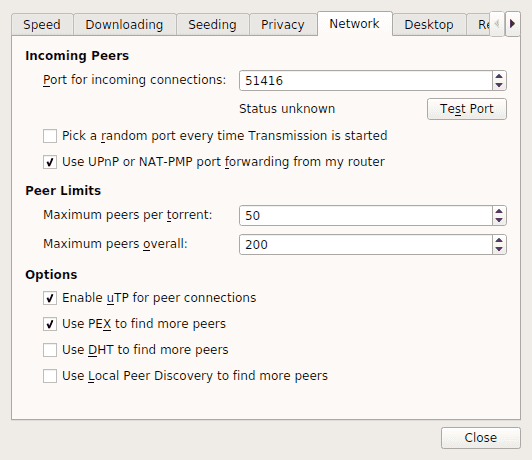 Speed Downloading Seeding Privacy Network Desktop
Incoming Peers
Port for incoming connections: 51416
Status unknown Test Port
Pick a random port every time Transmission is started
Use UPnP or NAT-PMP port forwarding from my router
Peer Limits
Maximum peers per torrent: 50
Maximum peers overall: 200
Options
Enable uTP for peer connections
Use PEX to find more peers
Use DHT to find more peers
Use Local Peer Discovery to find more peers
Close